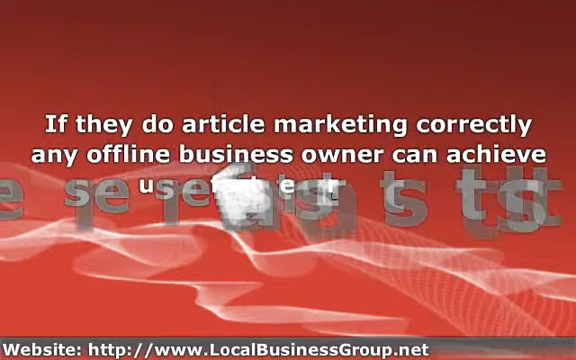 If they do article marketing correctly
any offline business owner can achieve
Website: http://www.LocalBusinessGroup.net